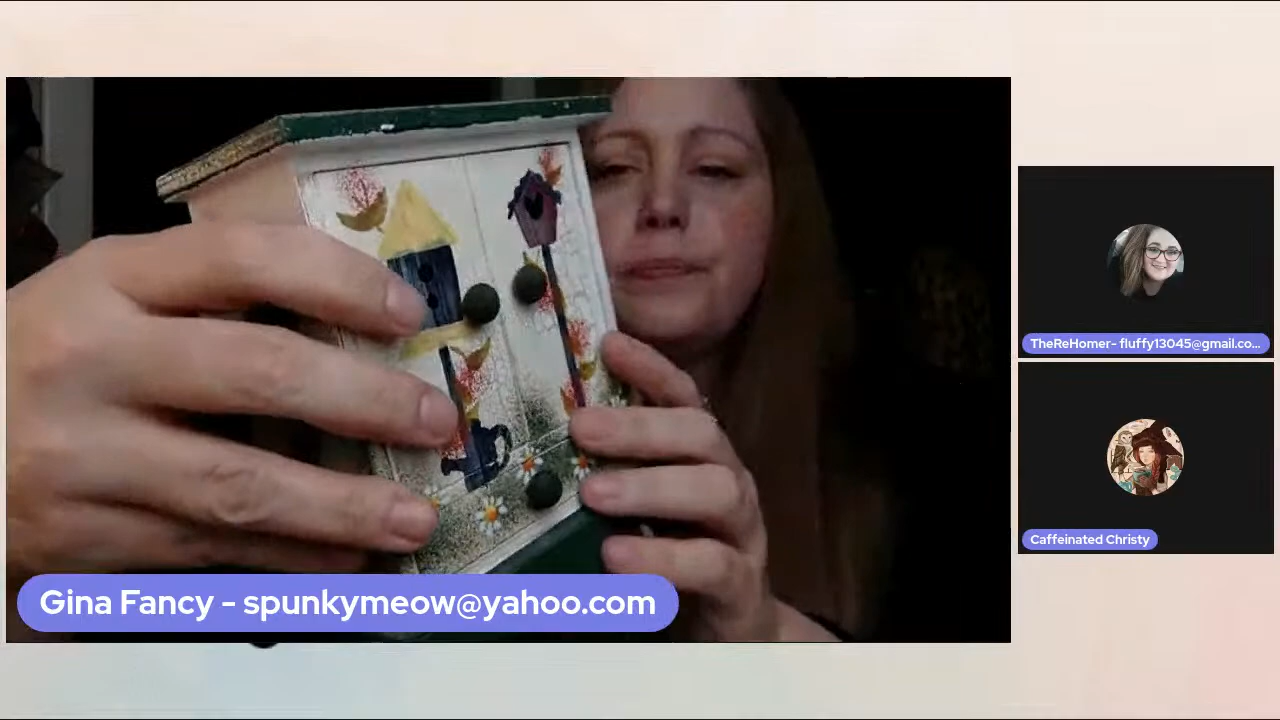 Gina Fancy - spunkymeow@yahoo.com
TheReHomer- fluffy13045@gmail.co...
Caffeinated Christy